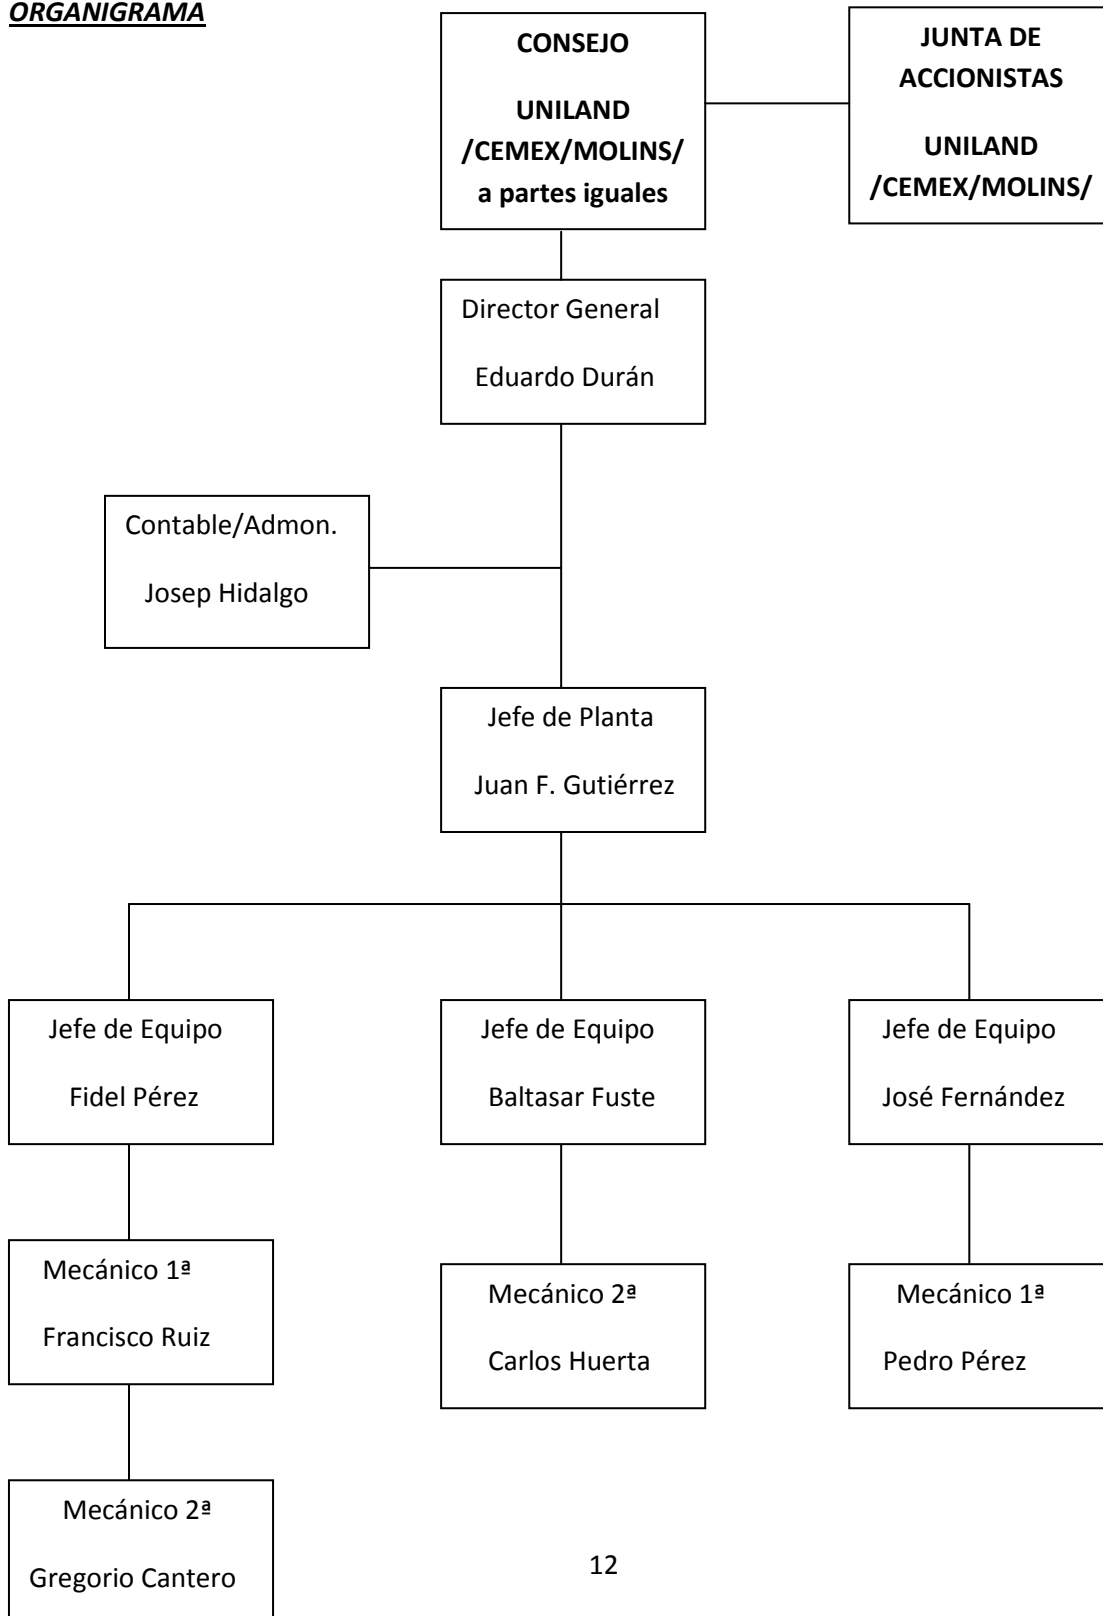 ORGANIGRAMA
CONSEJO
UNILAND
/CEMEX/MOLINS/
a partes iguales
JUNTA DE
ACCIONISTAS
UNILAND
/CEMEX/MOLINS/
Director General
Eduardo Durán
Contable/Admon.
Josep Hidalgo
Jefe de Planta
Juan F. Gutiérrez
Jefe de Equipo
Fidel Pérez
Jefe de Equipo
Baltasar Fuste
Jefe de Equipo
José Fernández
Mecánico 1ª
Francisco Ruiz
Mecánico 2ª
Carlos Huerta
Mecánico 1ª
Pedro Pérez
Mecánico 2ª
Gregorio Cantero
12